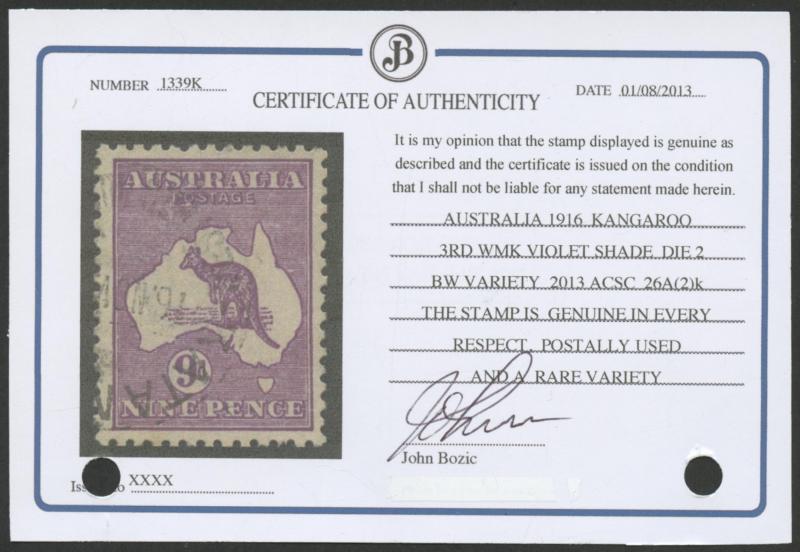 JB
NUMBER 1339K
DATE 01/08/2013
CERTIFICATE OF AUTHENTICITY
AUSTRALIA
POSTAGE
9d
NINE PENCE
It is my opinion that the stamp displayed is genuine as
described and the certificate is issued on the condition
that I shall not be liable for any statement made herein.
AUSTRALIA 1916 KANGAROO
3RD WMK VIOLET SHADE DIE 2
BW VARIETY 2013 ACSC 26A(2)k
THE STAMP IS GENUINE IN EVERY
RESPECT, POSTALLY USED
AND A RARE VARIETY
John Bozic
XXXX